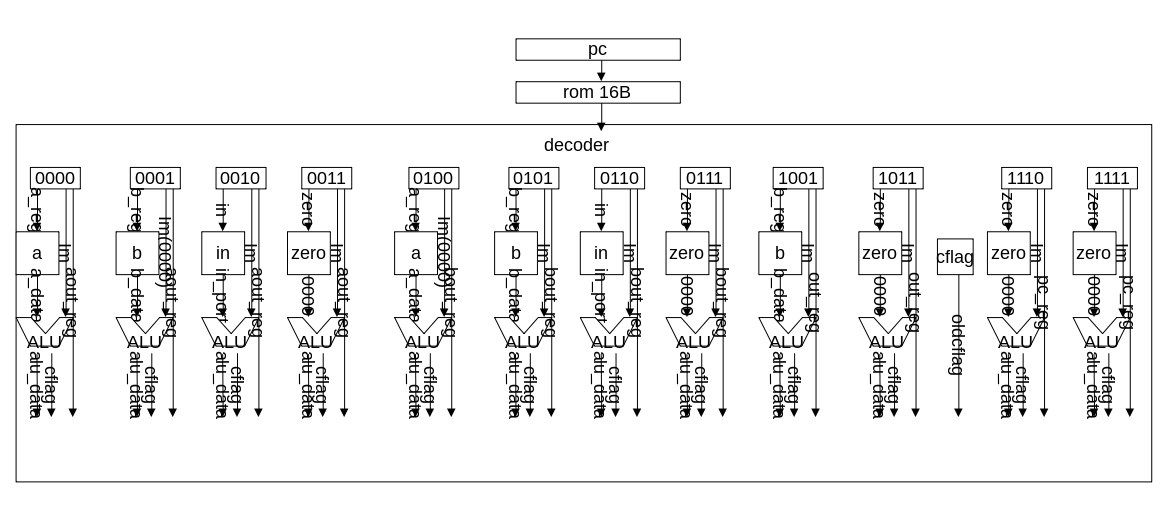 pc
rom 16B
decoder
0000 0001 0010 0011 0100 0101 0110 0111 1001 1011 1110 1111
a_reg b_reg in zero a_reg b_reg in zero b_reg zero zero zero
Im Im(0000) Im Im Im(0000) Im Im Im Im Im Im Im
a b in zero a b in zero b zero cflag zero zero
a_date b_date in_port 0000 a_date b_date in_port 0000 b_date 0000 0000 0000
aout_reg aout_reg aout_reg aout_reg bout_reg bout_reg bout_reg bout_reg out_reg out_reg pc_reg pc_reg
oldcflag
ALU ALU ALU ALU ALU ALU ALU ALU ALU ALU ALU ALU
alu_data cflag alu_data cflag alu_data cflag alu_data cflag alu_data cflag alu_data cflag alu_data cflag alu_data cflag alu_data cflag alu_data cflag alu_data cflag alu_data cflag